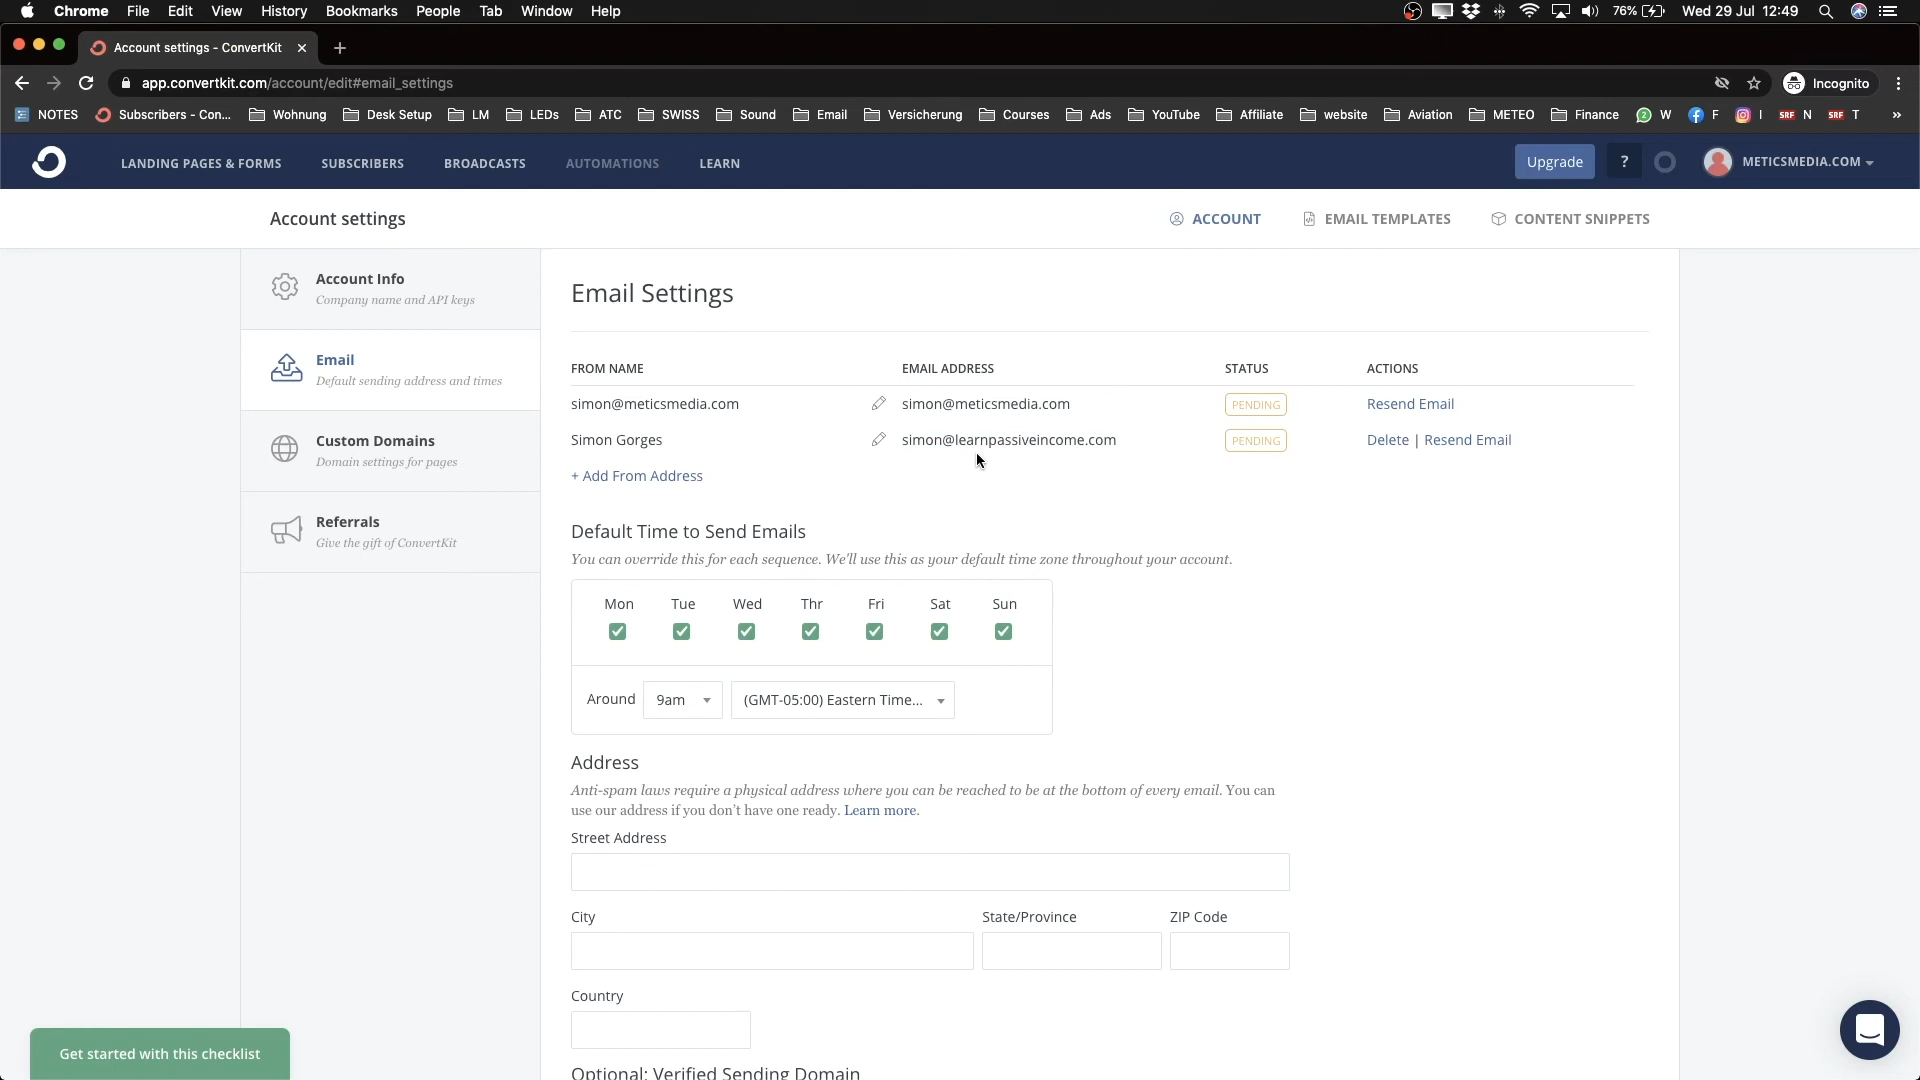 Chrome File Edit View History Bookmarks People Tab Window Help 76% Wed 29 Jul 12:49
Account settings - ConvertKit
app.convertkit.com/account/edit#email_settings Incognito
NOTES Subscribers - Con... Wohnung Desk Setup LM LEDs ATC SWISS Sound Email Versicherung Courses Ads YouTube Affiliate website Aviation METEO Finance W F I SRF N SRF T »
LANDING PAGES & FORMS SUBSCRIBERS BROADCASTS AUTOMATIONS LEARN Upgrade ? METICSMEDIA.COM
Account settings ACCOUNT EMAIL TEMPLATES CONTENT SNIPPETS
Account Info
Company name and API keys
Email
Default sending address and times
Custom Domains
Domain settings for pages
Referrals
Give the gift of ConvertKit
Email Settings
FROM NAME EMAIL ADDRESS STATUS ACTIONS
simon@meticsmedia.com simon@meticsmedia.com PENDING Resend Email
Simon Gorges simon@learnpassiveincome.com PENDING Delete | Resend Email
+ Add From Address
Default Time to Send Emails
You can override this for each sequence. We'll use this as your default time zone throughout your account.
Mon Tue Wed Thr Fri Sat Sun
Around 9am (GMT-05:00) Eastern Time...
Address
Anti-spam laws require a physical address where you can be reached to be at the bottom of every email. You can
use our address if you don't have one ready. Learn more.
Street Address
City State/Province ZIP Code
Country
Optional: Verified Sending Domain
Get started with this checklist